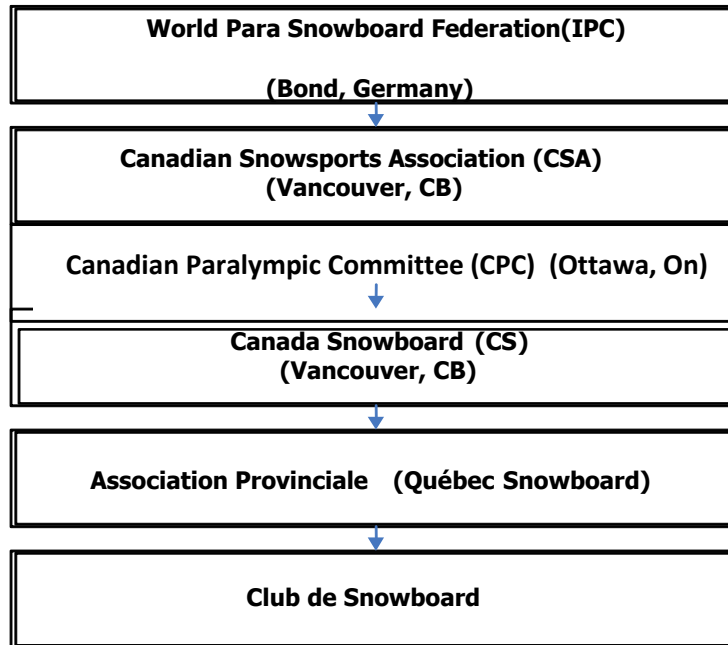 World Para Snowboard Federation(IPC)
(Bond, Germany)
Canadian Snowsports Association (CSA)
(Vancouver, CB)
Canadian Paralympic Committee (CPC) (Ottawa, On)
Canada Snowboard (CS)
(Vancouver, CB)
Association Provinciale (Québec Snowboard)
Club de Snowboard